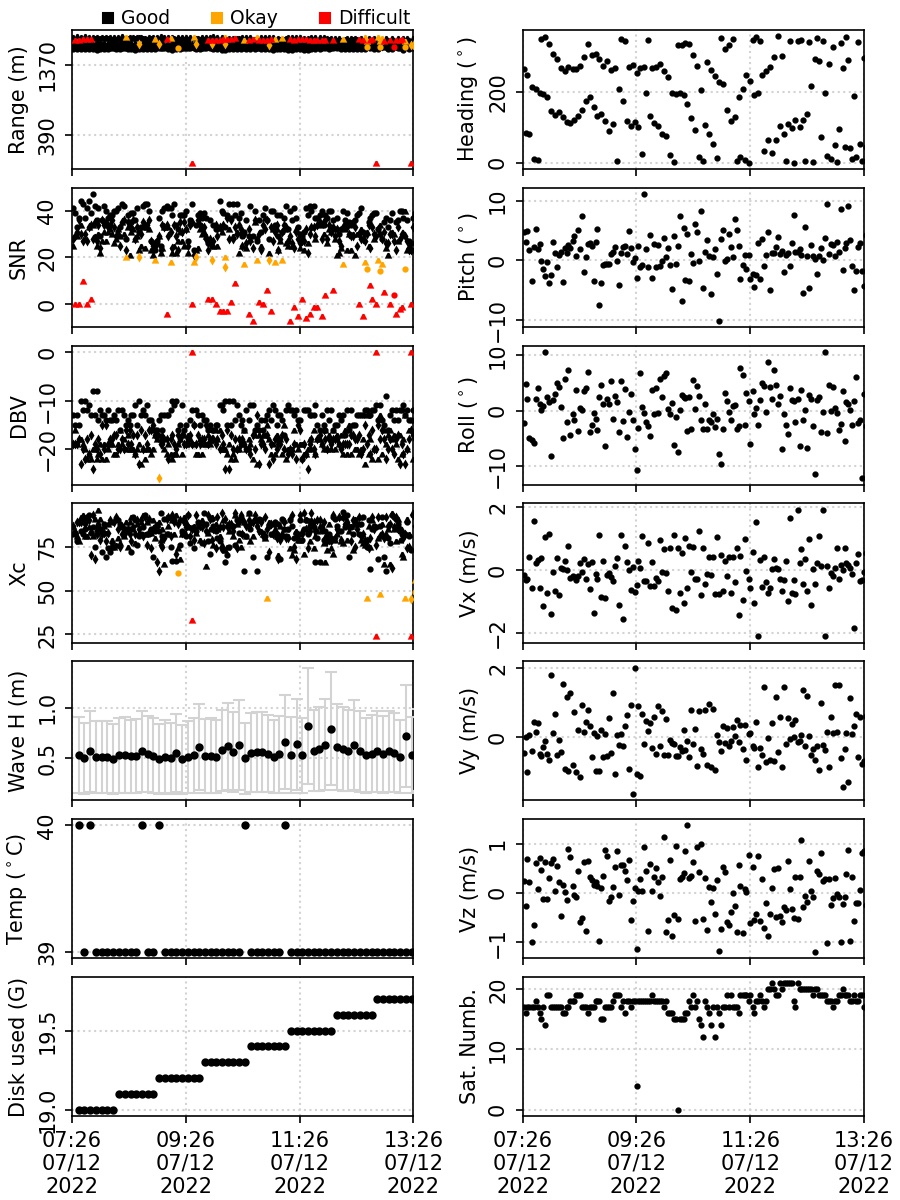 Good Okay Difficult
Range (m)
1370
390
Heading (°)
200
0
SNR
40
20
0
Pitch (°)
10
0
−10
DBV
0
−10
−20
Roll (°)
10
0
−10
Xc
75
50
25
Vx (m/s)
2
0
−2
Wave H (m)
1.0
0.5
Vy (m/s)
2
0
Temp (°C)
40
39
Vz (m/s)
1
0
−1
Disk used (G)
19.5
19.0
Sat. Numb.
20
10
0
07:26 09:26 11:26 13:26
07/12 07/12 07/12 07/12
2022 2022 2022 2022
07:26 09:26 11:26 13:26
07/12 07/12 07/12 07/12
2022 2022 2022 2022